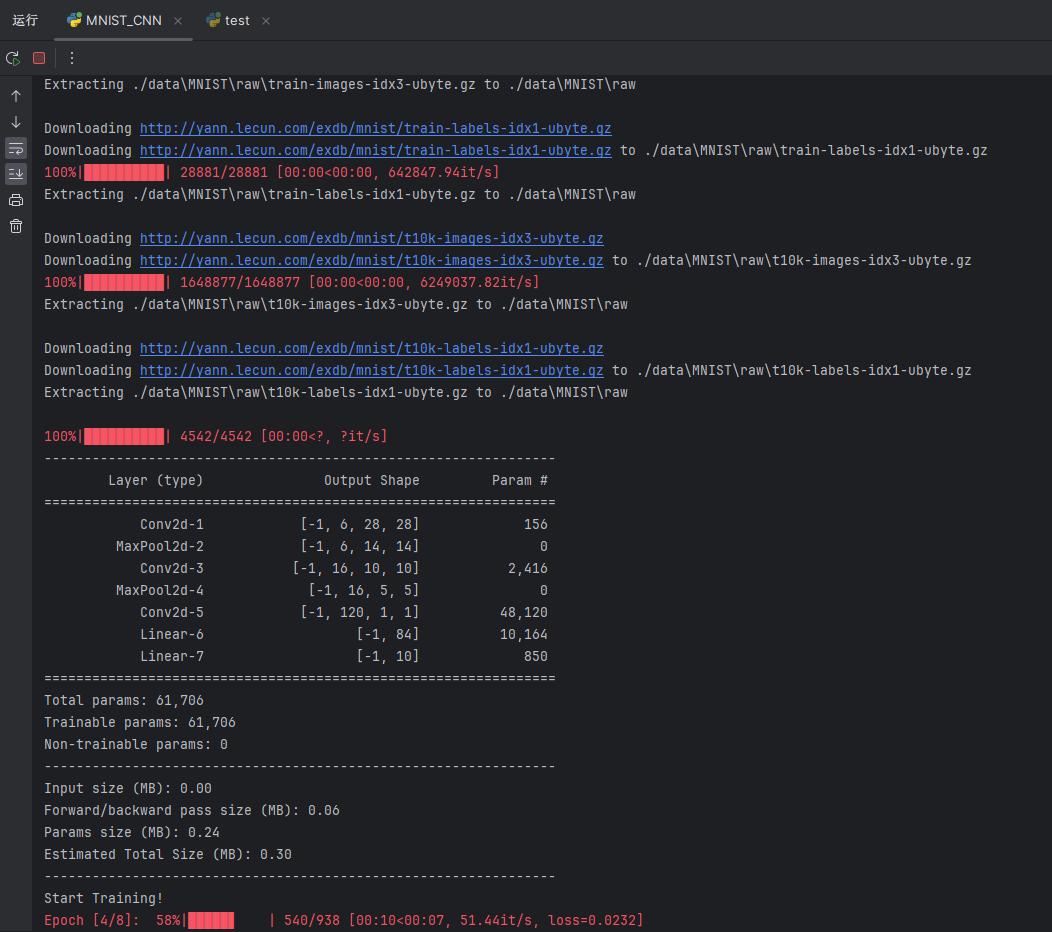 运行 MNIST_CNN test
Extracting ./data\MNIST\raw\train-images-idx3-ubyte.gz to ./data\MNIST\raw
Downloading http://yann.lecun.com/exdb/mnist/train-labels-idx1-ubyte.gz
Downloading http://yann.lecun.com/exdb/mnist/train-labels-idx1-ubyte.gz to ./data\MNIST\raw\train-labels-idx1-ubyte.gz
100%|██████████| 28881/28881 [00:00<00:00, 642847.94it/s]
Extracting ./data\MNIST\raw\train-labels-idx1-ubyte.gz to ./data\MNIST\raw
Downloading http://yann.lecun.com/exdb/mnist/t10k-images-idx3-ubyte.gz
Downloading http://yann.lecun.com/exdb/mnist/t10k-images-idx3-ubyte.gz to ./data\MNIST\raw\t10k-images-idx3-ubyte.gz
100%|██████████| 1648877/1648877 [00:00<00:00, 6249037.82it/s]
Extracting ./data\MNIST\raw\t10k-images-idx3-ubyte.gz to ./data\MNIST\raw
Downloading http://yann.lecun.com/exdb/mnist/t10k-labels-idx1-ubyte.gz
Downloading http://yann.lecun.com/exdb/mnist/t10k-labels-idx1-ubyte.gz to ./data\MNIST\raw\t10k-labels-idx1-ubyte.gz
Extracting ./data\MNIST\raw\t10k-labels-idx1-ubyte.gz to ./data\MNIST\raw
100%|██████████| 4542/4542 [00:00<?, ?it/s]
----------------------------------------------------------------
Layer (type) Output Shape Param #
================================================================
Conv2d-1 [-1, 6, 28, 28] 156
MaxPool2d-2 [-1, 6, 14, 14] 0
Conv2d-3 [-1, 16, 10, 10] 2,416
MaxPool2d-4 [-1, 16, 5, 5] 0
Conv2d-5 [-1, 120, 1, 1] 48,120
Linear-6 [-1, 84] 10,164
Linear-7 [-1, 10] 850
================================================================
Total params: 61,706
Trainable params: 61,706
Non-trainable params: 0
----------------------------------------------------------------
Input size (MB): 0.00
Forward/backward pass size (MB): 0.06
Params size (MB): 0.24
Estimated Total Size (MB): 0.30
----------------------------------------------------------------
Start Training!
Epoch [4/8]:  58%|██████    | 540/938 [00:10<00:07, 51.44it/s, loss=0.0232]